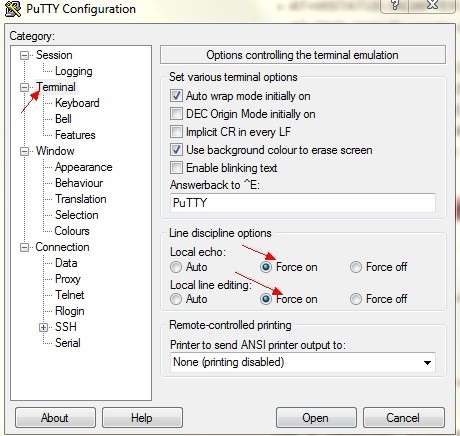 PuTTY Configuration
Category:
Session
Logging
Terminal
Keyboard
Bell
Features
Window
Appearance
Behaviour
Translation
Selection
Colours
Connection
Data
Proxy
Telnet
Rlogin
SSH
Serial
Options controlling the terminal emulation
Set various terminal options
Auto wrap mode initially on
DEC Origin Mode initially on
Implicit CR in every LF
Use background colour to erase screen
Enable blinking text
Answerback to ^E:
PuTTY
Line discipline options
Local echo:
Auto Force on Force off
Local line editing:
Auto Force on Force off
Remote-controlled printing
Printer to send ANSI printer output to:
None (printing disabled)
About Help Open Cancel